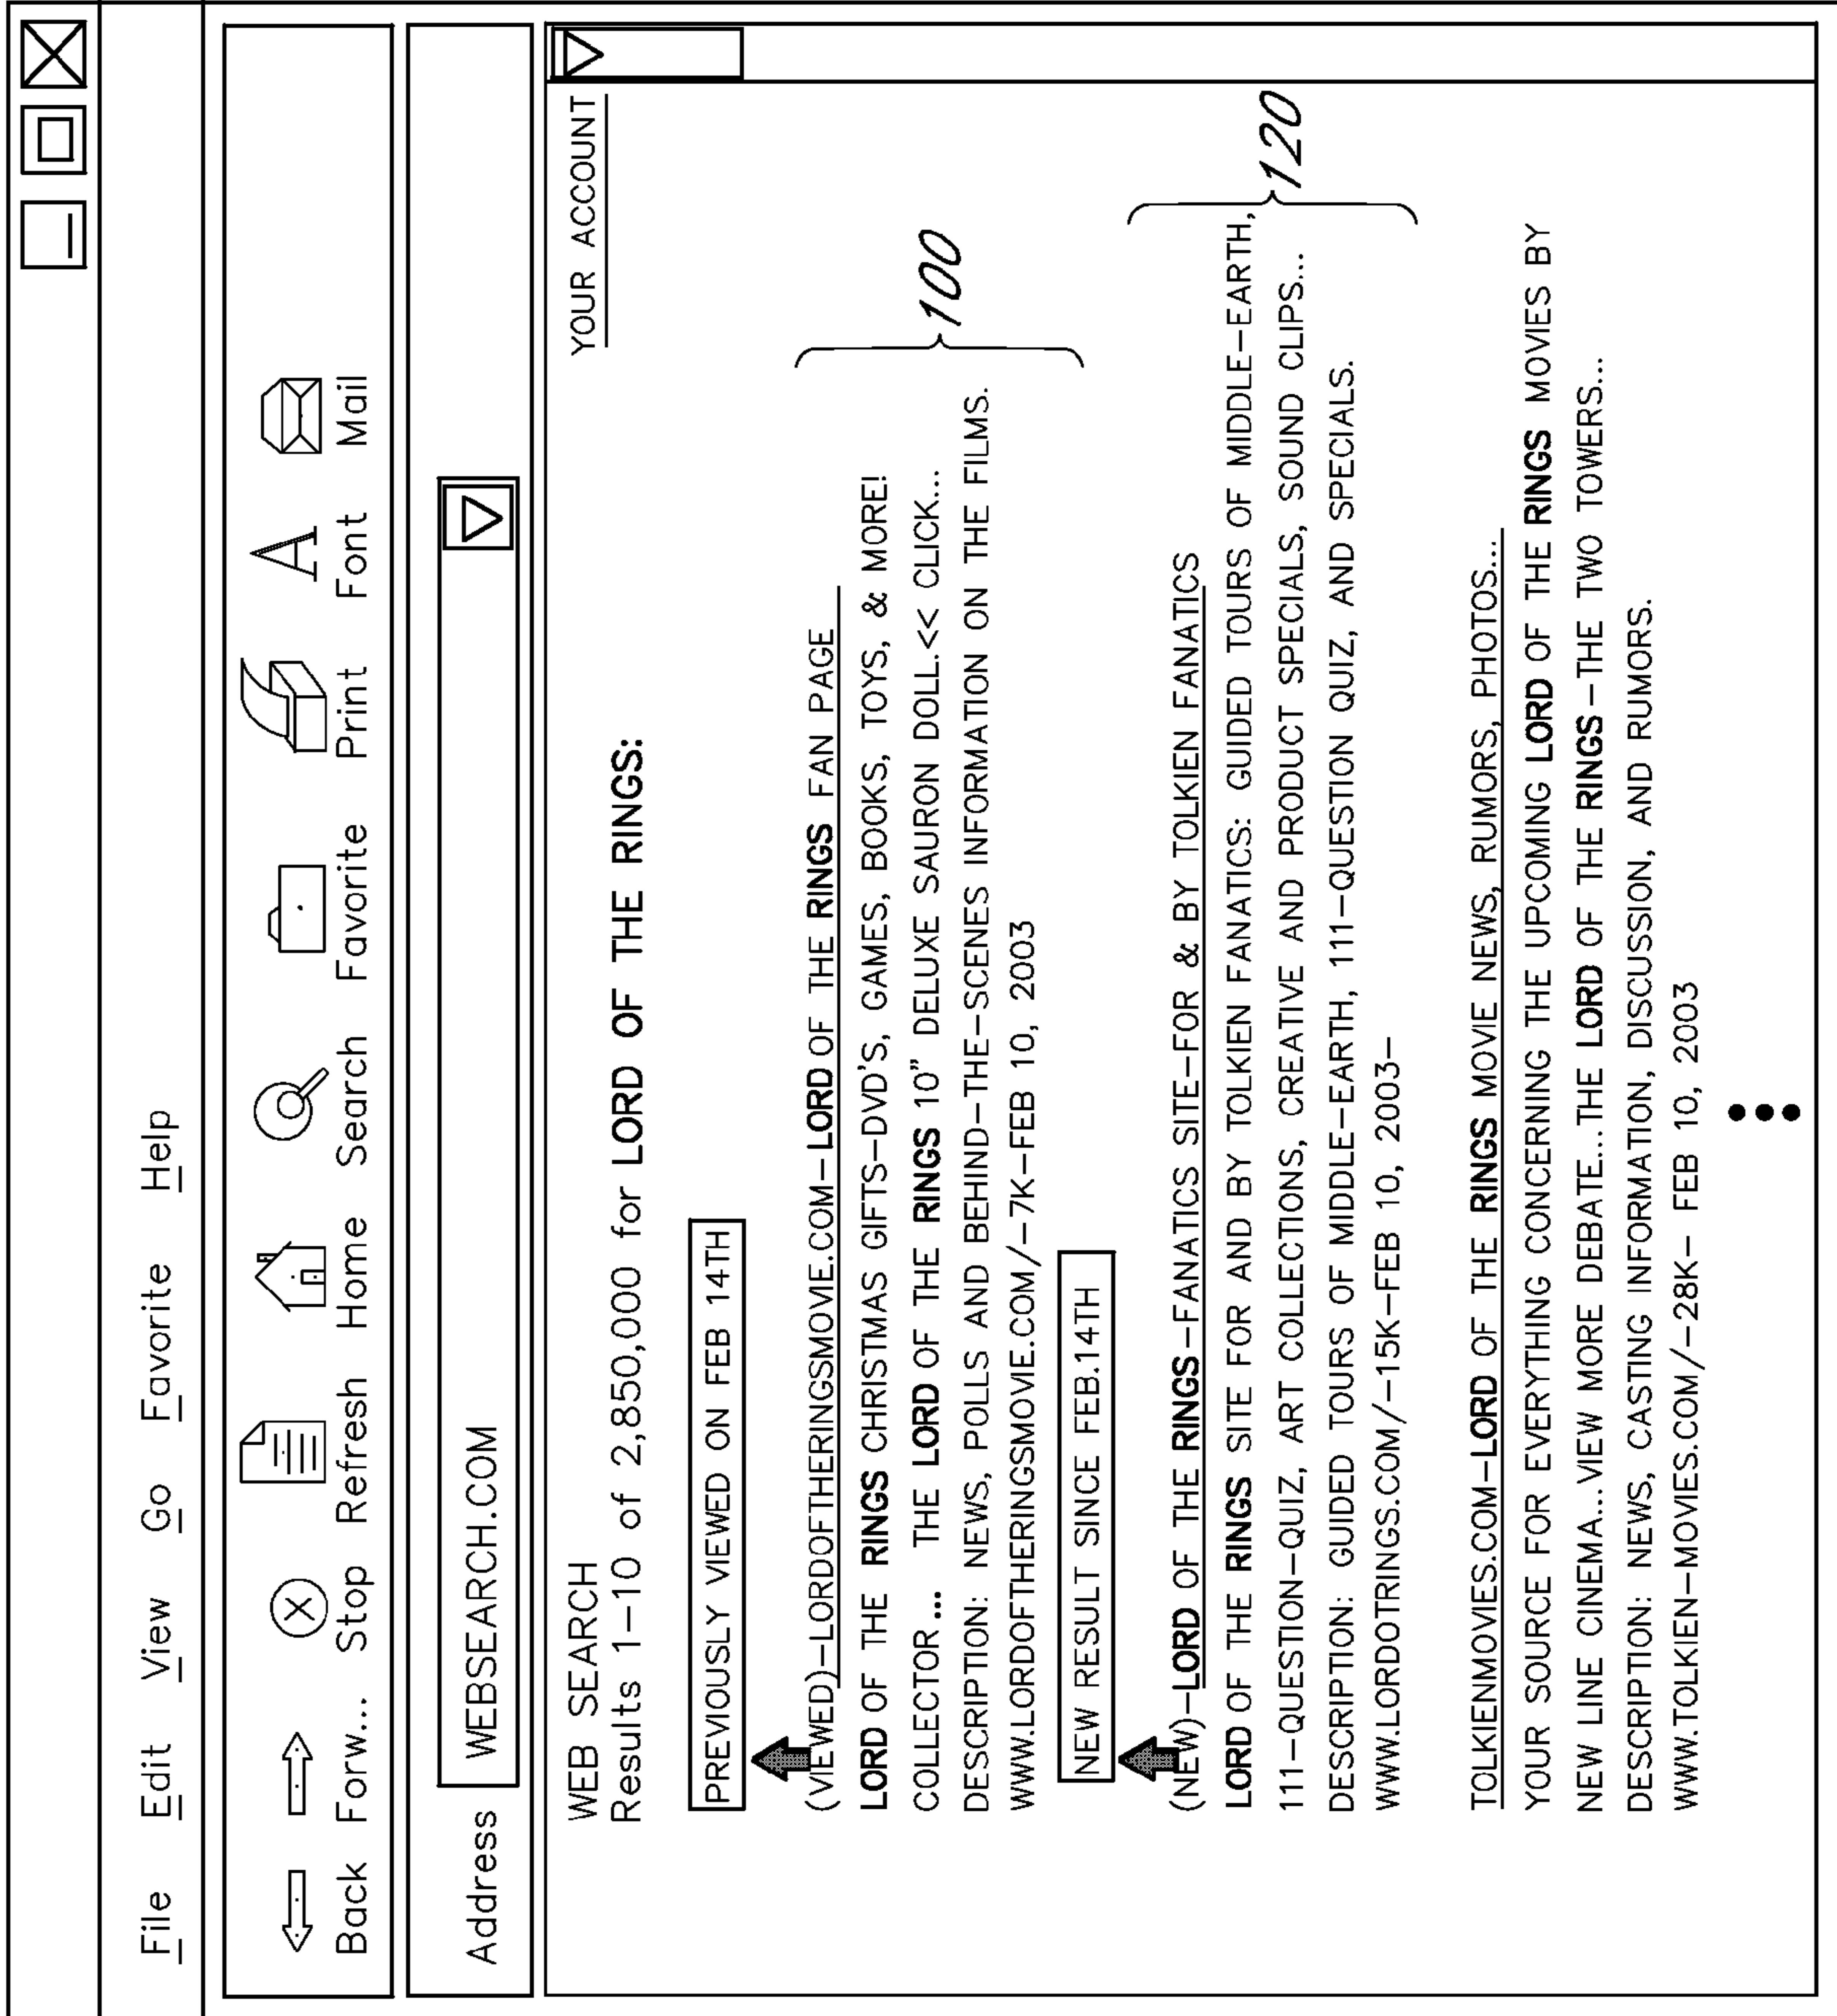 File Edit View Go Favorite Help
Back Forw... Stop Refresh Home Search Favorite Print Font Mail
Address WEBSEARCH.COM
YOUR ACCOUNT
WEB SEARCH
Results 1–10 of 2,850,000 for LORD OF THE RINGS:
PREVIOUSLY VIEWED ON FEB 14TH
(VIEWED)–LORDOFTHERINGSMOVIE.COM–LORD OF THE RINGS FAN PAGE
LORD OF THE RINGS CHRISTMAS GIFTS–DVD'S, GAMES, BOOKS, TOYS, & MORE!
COLLECTOR... THE LORD OF THE RINGS 10" DELUXE SAURON DOLL.<< CLICK...
DESCRIPTION: NEWS, POLLS AND BEHIND–THE–SCENES INFORMATION ON THE FILMS.
WWW.LORDOFTHERINGSMOVIE.COM/–7K–FEB 10, 2003
100
NEW RESULT SINCE FEB.14TH
(NEW)–LORD OF THE RINGS–FANATICS SITE–FOR & BY TOLKIEN FANATICS
LORD OF THE RINGS SITE FOR AND BY TOLKIEN FANATICS: GUIDED TOURS OF MIDDLE–EARTH,
111–QUESTION–QUIZ, ART COLLECTIONS, CREATIVE AND PRODUCT SPECIALS, SOUND CLIPS...
DESCRIPTION: GUIDED TOURS OF MIDDLE–EARTH, 111–QUESTION QUIZ, AND SPECIALS.
WWW.LORDOTRINGS.COM/–15K–FEB 10, 2003–
120
TOLKIENMOVIES.COM–LORD OF THE RINGS MOVIE NEWS, RUMORS, PHOTOS...
YOUR SOURCE FOR EVERYTHING CONCERNING THE UPCOMING LORD OF THE RINGS MOVIES BY
NEW LINE CINEMA...VIEW MORE DEBATE...THE LORD OF THE RINGS–THE TWO TOWERS...
DESCRIPTION: NEWS, CASTING INFORMATION, DISCUSSION, AND RUMORS.
WWW.TOLKIEN–MOVIES.COM/–28K– FEB 10, 2003